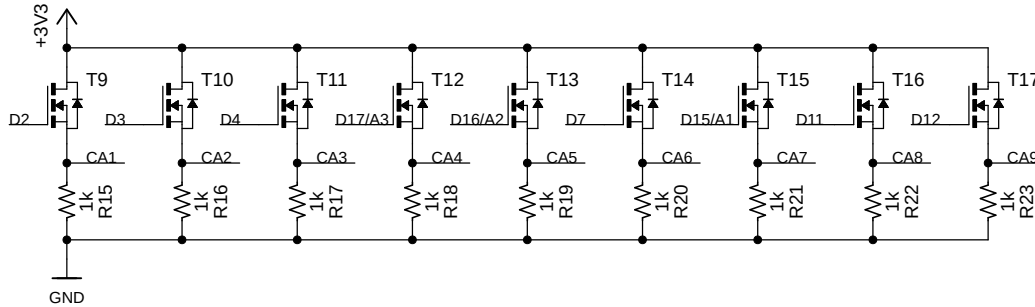 +3V3
T9 T10 T11 T12 T13 T14 T15 T16 T17
D2 D3 D4 D17/A3 D16/A2 D7 D15/A1 D11 D12
CA1 CA2 CA3 CA4 CA5 CA6 CA7 CA8 CA9
1k 1k 1k 1k 1k 1k 1k 1k 1k
R15 R16 R17 R18 R19 R20 R21 R22 R23
GND